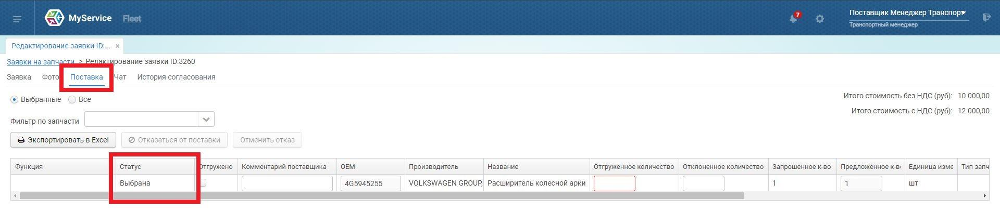 MyService Fleet 7 Поставщик Менеджер Транспорт
Транспортный менеджер
Редактирование заявки ID:... ×
Заявки на запчасти > Редактирование заявки ID:3260
Заявка Фото Поставка Чат История согласования
Выбранные Все
Итого стоимость без НДС (руб): 10 000,00
Итого стоимость с НДС (руб): 12 000,00
Фильтр по запчасти
Экспортировать в Excel Отказаться от поставки Отменить отказ
Функция Статус Отгружено Комментарий поставщика OEM Производитель Название Отгруженное количество Отклоненное количество Запрошенное к-во Предложенное к-во Единица изме Тип запч
Выбрана 4G5945255 VOLKSWAGEN GROUP, Расширитель колесной арки 1 1 шт